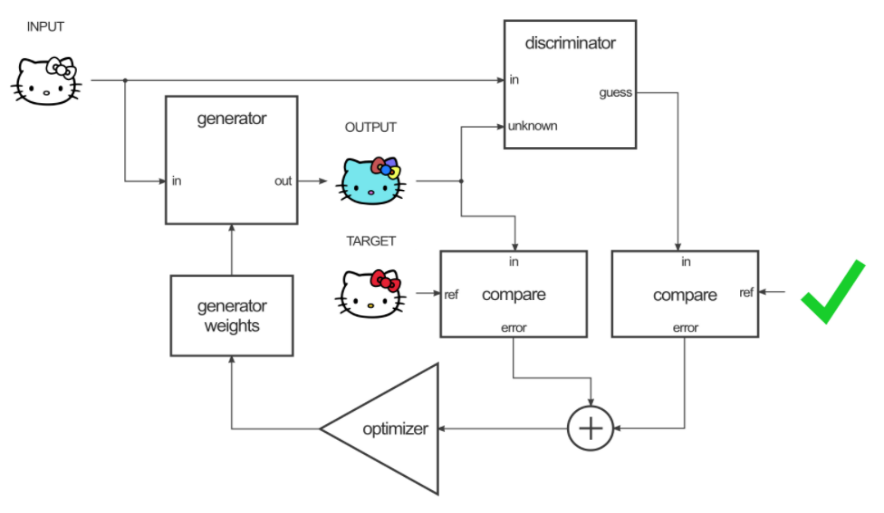 INPUT
discriminator
in
guess
unknown
generator
in
out
OUTPUT
TARGET
in
compare
ref
error
in
compare
ref
error
generator
weights
optimizer
+